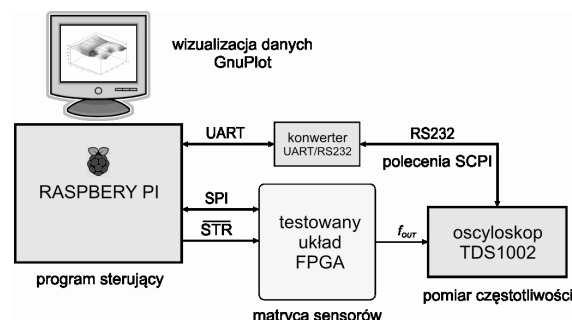 wizualizacja danych
GnuPlot
UART
konwerter
UART/RS232
RS232
polecenia SCPI
RASPBERY PI
SPI
STR
testowany
układ
FPGA
fOUT
oscyloskop
TDS1002
program sterujący
matryca sensorów
pomiar częstotliwości